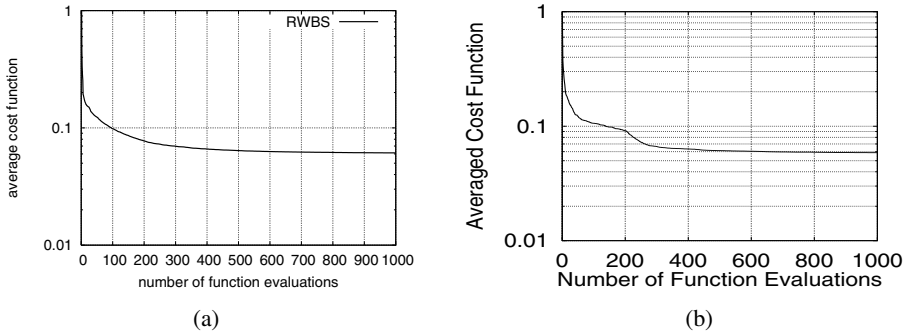 1
0.1
0.01
average cost function
RWBS
0 100 200 300 400 500 600 700 800 900 1000
number of function evaluations
(a)
1
0.1
0.01
Averaged Cost Function
0 200 400 600 800 1000
Number of Function Evaluations
(b)